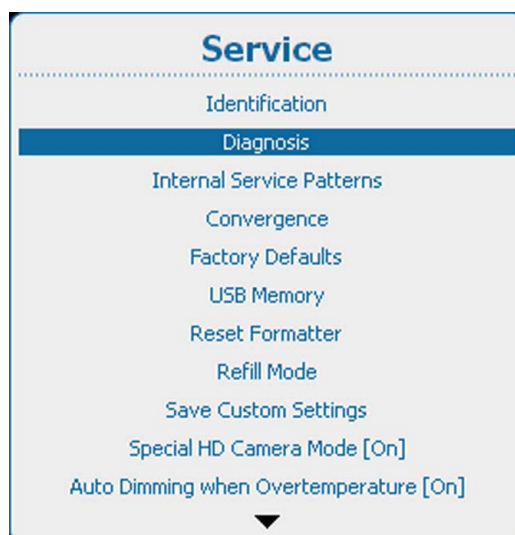 Service
Identification
Diagnosis
Internal Service Patterns
Convergence
Factory Defaults
USB Memory
Reset Formatter
Refill Mode
Save Custom Settings
Special HD Camera Mode [On]
Auto Dimming when Overtemperature [On]